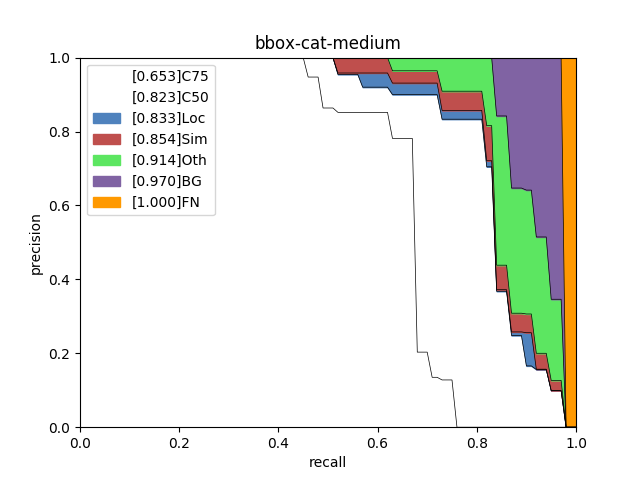 bbox-cat-medium
[0.653]C75
[0.823]C50
[0.833]Loc
[0.854]Sim
[0.914]Oth
[0.970]BG
[1.000]FN
precision
1.0
0.8
0.6
0.4
0.2
0.0
0.0 0.2 0.4 0.6 0.8 1.0
recall